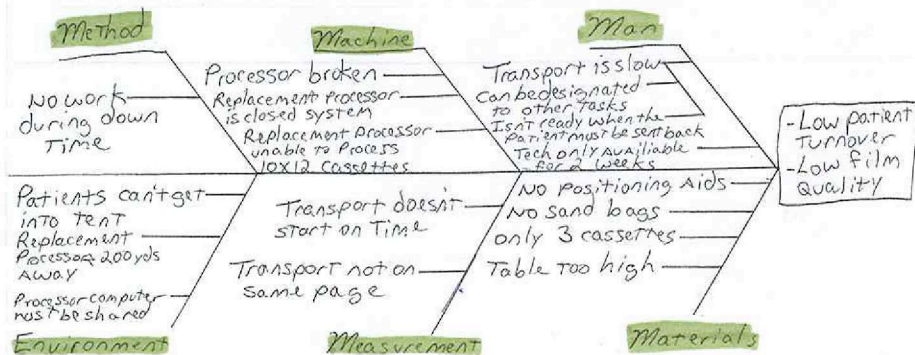 Method
No work
during down
Time
Machine
Processor broken
Replacement Processor
is closed system
Replacement Processor
unable to Process
10x12 Cassettes
Man
Transport is slow
Can be designated
to other tasks
Isn't ready when the
patient must be sent back
Tech only Available
for 2 weeks
-Low patient
Turnover
-Low film
Quality
Patients can't get
into tent
Replacement
Processor 200 yds
Away
Processor computer
must be shared
Environment
Transport doesn't
start on Time
Transport not on
same page
Measurement
No Positioning Aids
No sand bags
only 3 cassettes
Table Too high
Materials